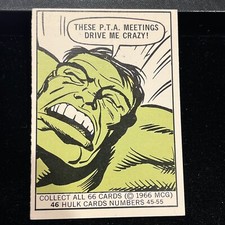 THESE P.T.A. MEETINGS
DRIVE ME CRAZY!
COLLECT ALL 66 CARDS (© 1966 MCG)
46 HULK CARDS NUMBERS 45-55